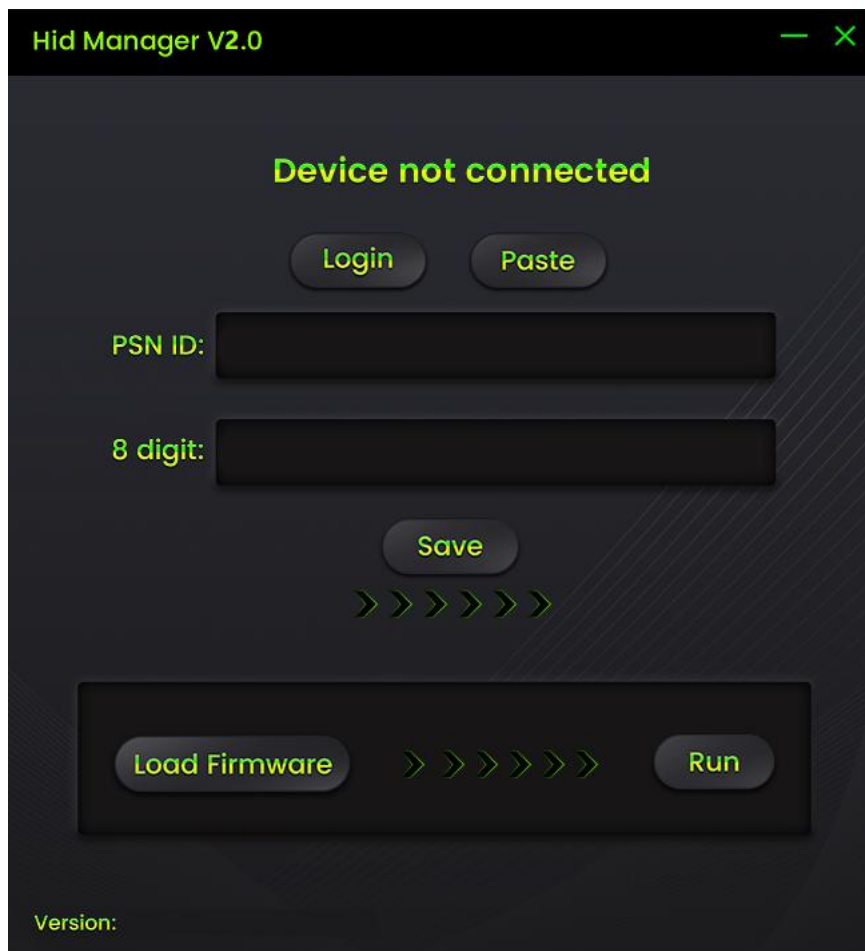 Hid Manager V2.0
Device not connected
Login Paste
PSN ID:
8 digit:
Save
Load Firmware Run
Version: